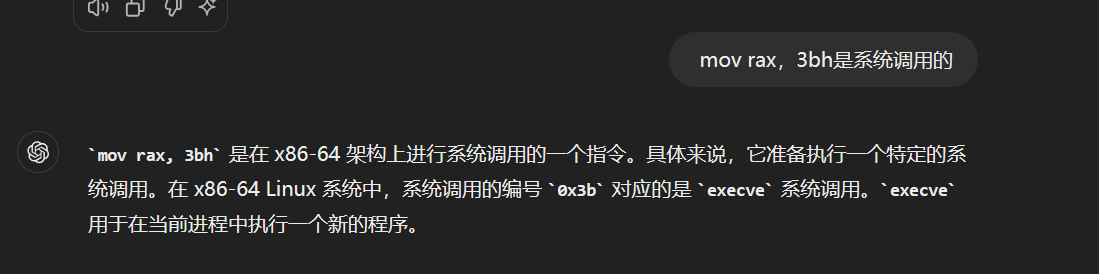 mov rax，3bh是系统调用的
`mov rax, 3bh` 是在 x86-64 架构上进行系统调用的一个指令。具体来说，它准备执行一个特定的系
统调用。在 x86-64 Linux 系统中，系统调用的编号 `0x3b` 对应的是 `execve` 系统调用。`execve`
用于在当前进程中执行一个新的程序。